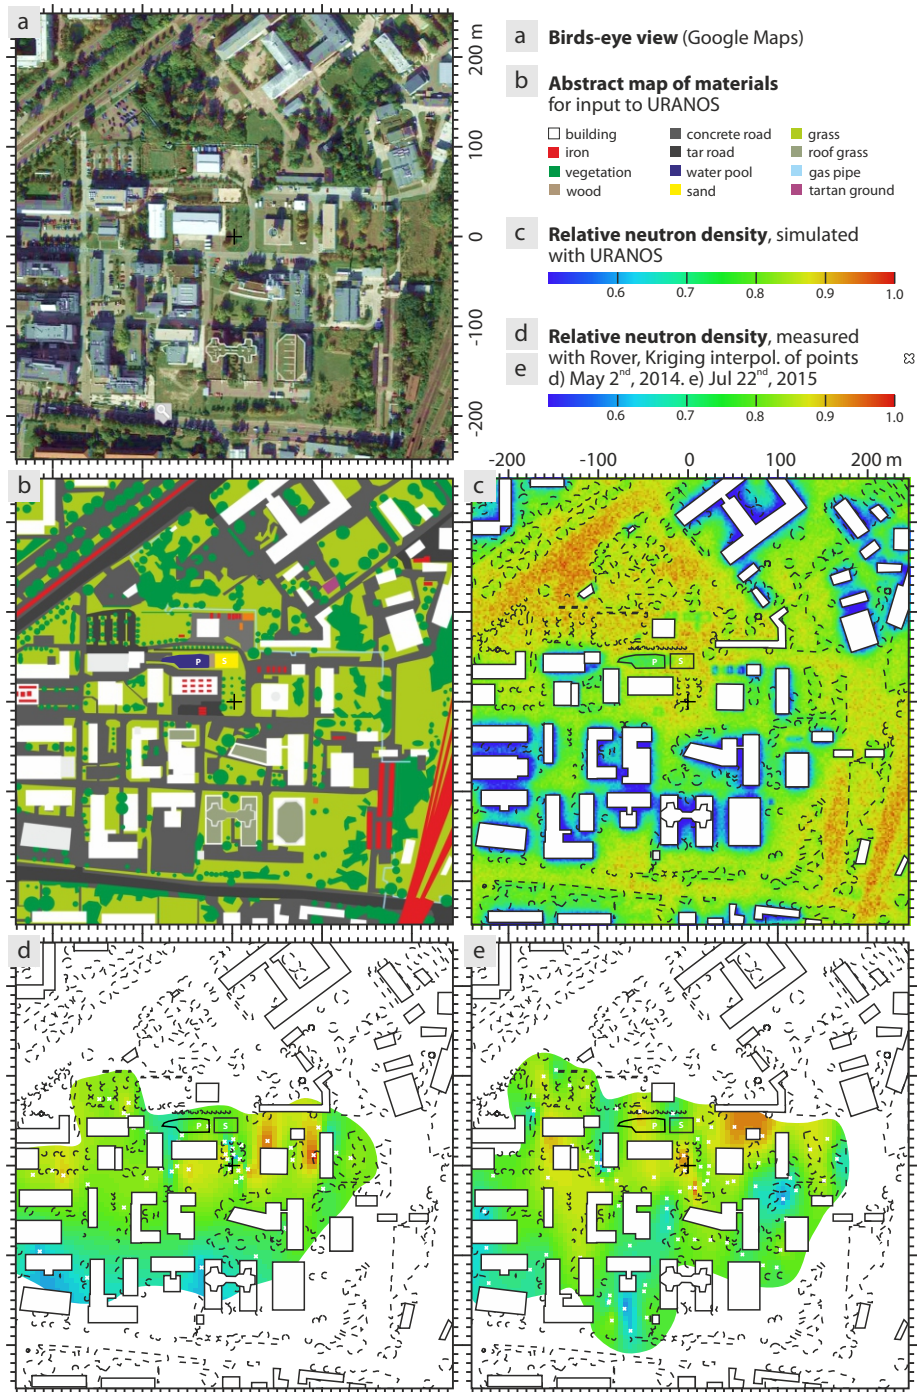 a
200 m
100
0
-100
-200
a Birds-eye view (Google Maps)
b Abstract map of materials
for input to URANOS
building concrete road grass
iron tar road roof grass
vegetation water pool gas pipe
wood sand tartan ground
c Relative neutron density, simulated
with URANOS
0.6 0.7 0.8 0.9 1.0
d Relative neutron density, measured
e with Rover, Kriging interpol. of points
d) May 2nd, 2014. e) Jul 22nd, 2015
0.6 0.7 0.8 0.9 1.0
-200 -100 0 100 200 m
b
P S
c
P S
d
P S
e
P S